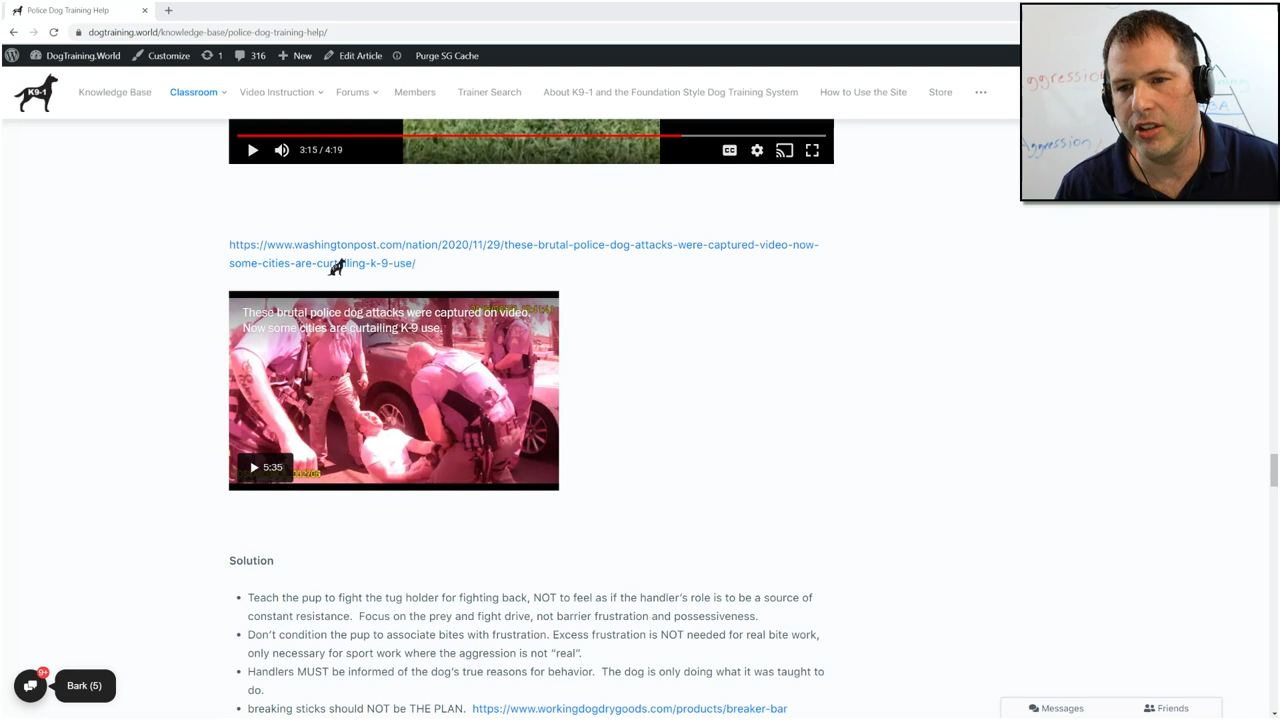 Police Dog Training Help
dogtraining.world/knowledge-base/police-dog-training-help/
DogTraining.World
Customize
1
316
New
Edit Article
Purge SG Cache
K9-1
Knowledge Base
Classroom
Video Instruction
Forums
Members
Trainer Search
About K9-1 and the Foundation Style Dog Training System
How to Use the Site
Store
3:15 / 4:19
CC
https://www.washingtonpost.com/nation/2020/11/29/these-brutal-police-dog-attacks-were-captured-video-now-
some-cities-are-curtailing-k-9-use/
These brutal police dog attacks were captured on video.
Now some cities are curtailing K-9 use.
5:35
Solution
• Teach the pup to fight the tug holder for fighting back, NOT to feel as if the handler's role is to be a source of
constant resistance.  Focus on the prey and fight drive, not barrier frustration and possessiveness.
• Don't condition the pup to associate bites with frustration. Excess frustration is NOT needed for real bite work,
only necessary for sport work where the aggression is not "real".
• Handlers MUST be informed of the dog's true reasons for behavior.  The dog is only doing what it was taught to
do.
• breaking sticks should NOT be THE PLAN.  https://www.workingdogdrygoods.com/products/breaker-bar
9+
Bark (5)
Messages
Friends
aggression
Aggression